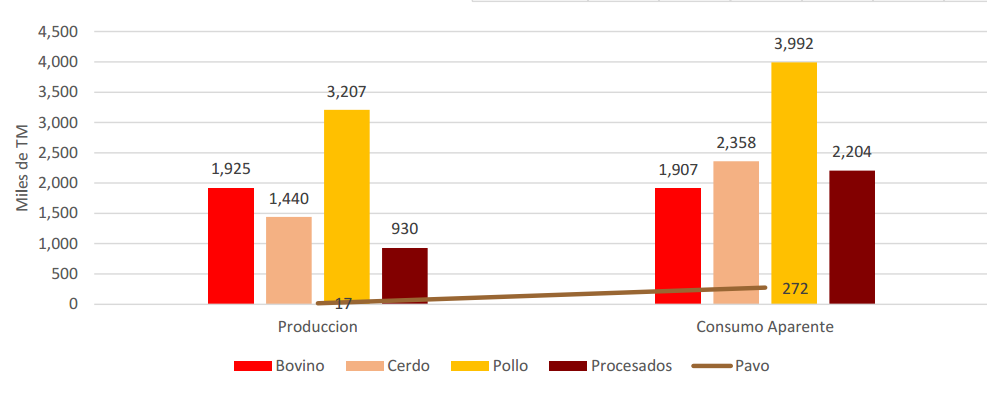 4,500
4,000
3,500
3,000
2,500
2,000
1,500
1,000
500
0
Miles de TM
1,925
1,440
3,207
930
17
1,907
2,358
3,992
2,204
272
Produccion
Consumo Aparente
Bovino
Cerdo
Pollo
Procesados
Pavo